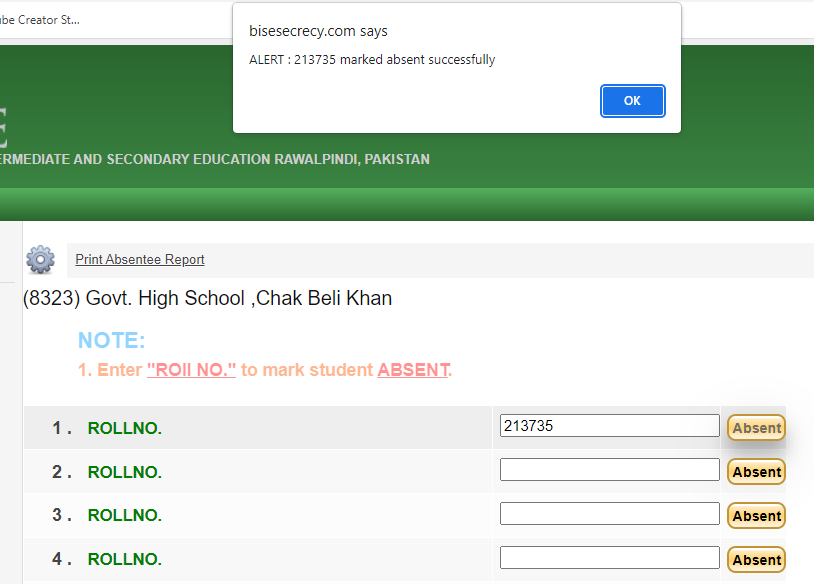 be Creator St...
bisesecrecy.com says
ALERT : 213735 marked absent successfully
OK
E
ERMEDIATE AND SECONDARY EDUCATION RAWALPINDI, PAKISTAN
Print Absentee Report
(8323) Govt. High School ,Chak Beli Khan
NOTE:
1. Enter "ROll NO." to mark student ABSENT.
1 . ROLLNO. 213735 Absent
2 . ROLLNO. Absent
3 . ROLLNO. Absent
4 . ROLLNO. Absent